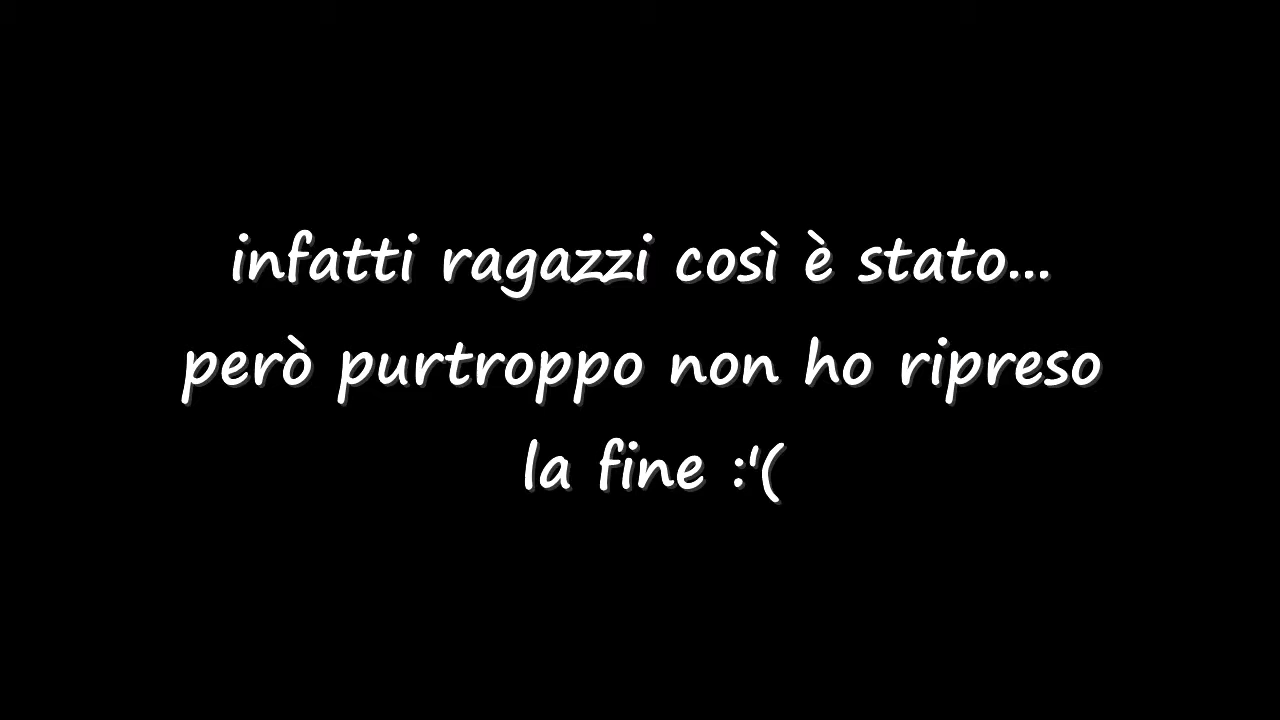 infatti ragazzi così è stato...
però purtroppo non ho ripreso
la fine :'(